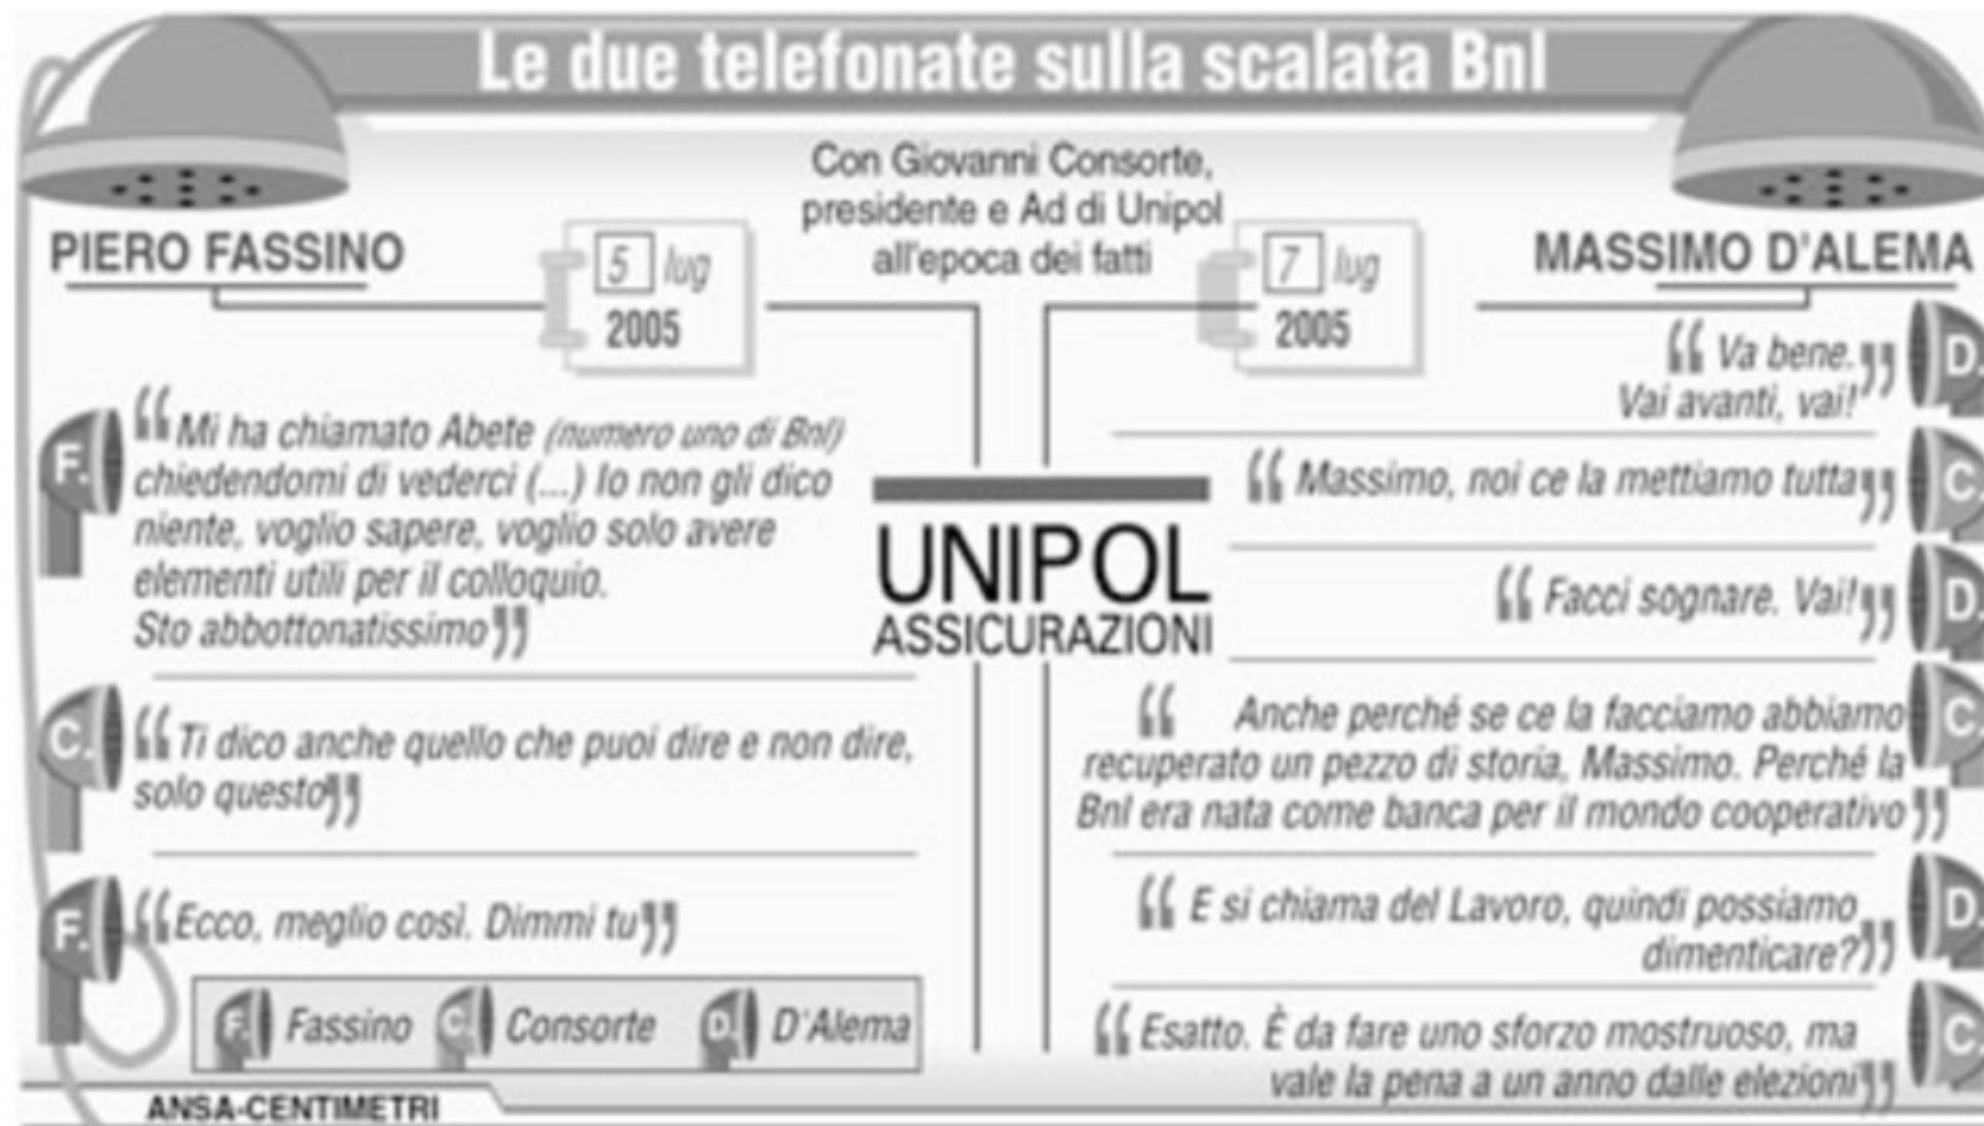 Le due telefonate sulla scalata Bnl
Con Giovanni Consorte,
presidente e Ad di Unipol
all'epoca dei fatti
PIERO FASSINO
5 lug
2005
F.
“Mi ha chiamato Abete (numero uno di Bnl)
chiedendomi di vederci (...) Io non gli dico
niente, voglio sapere, voglio solo avere
elementi utili per il colloquio.
Sto abbottonatissimo”
C.
“Ti dico anche quello che puoi dire e non dire,
solo questo”
F.
“Ecco, meglio così. Dimmi tu”
F. Fassino C. Consorte D. D'Alema
UNIPOL
ASSICURAZIONI
MASSIMO D'ALEMA
7 lug
2005
“Va bene.
Vai avanti, vai!”
D.
“Massimo, noi ce la mettiamo tutta”
C.
“Facci sognare. Vai!”
D.
“Anche perché se ce la facciamo abbiamo
recuperato un pezzo di storia, Massimo. Perché la
Bnl era nata come banca per il mondo cooperativo”
C.
“E si chiama del Lavoro, quindi possiamo
dimenticare?”
D.
“Esatto. È da fare uno sforzo mostruoso, ma
vale la pena a un anno dalle elezioni”
C.
ANSA-CENTIMETRI